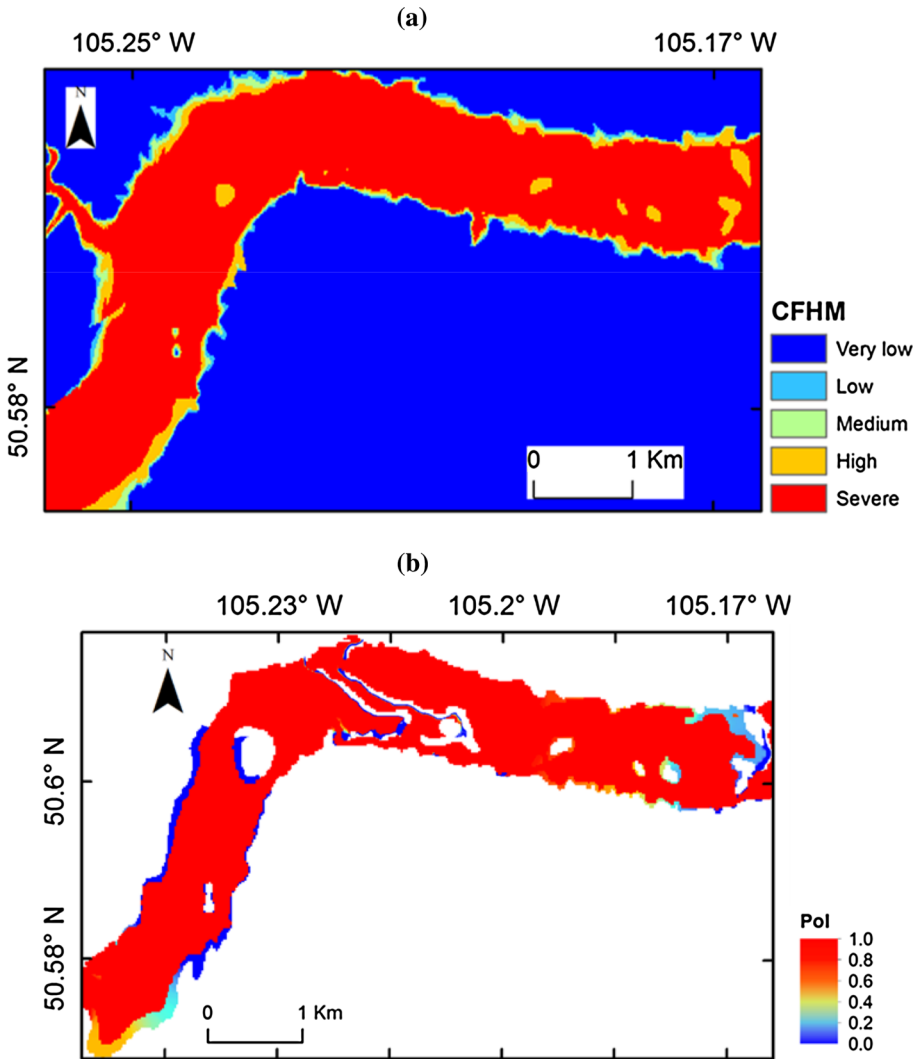 (a)
105.25° W 105.17° W
N
50.58° N
CFHM
Very low
Low
Medium
High
Severe
0 1 Km
(b)
105.23° W 105.2° W 105.17° W
N
50.6° N
50.58° N
0 1 Km
PoI
1.0
0.8
0.6
0.4
0.2
0.0